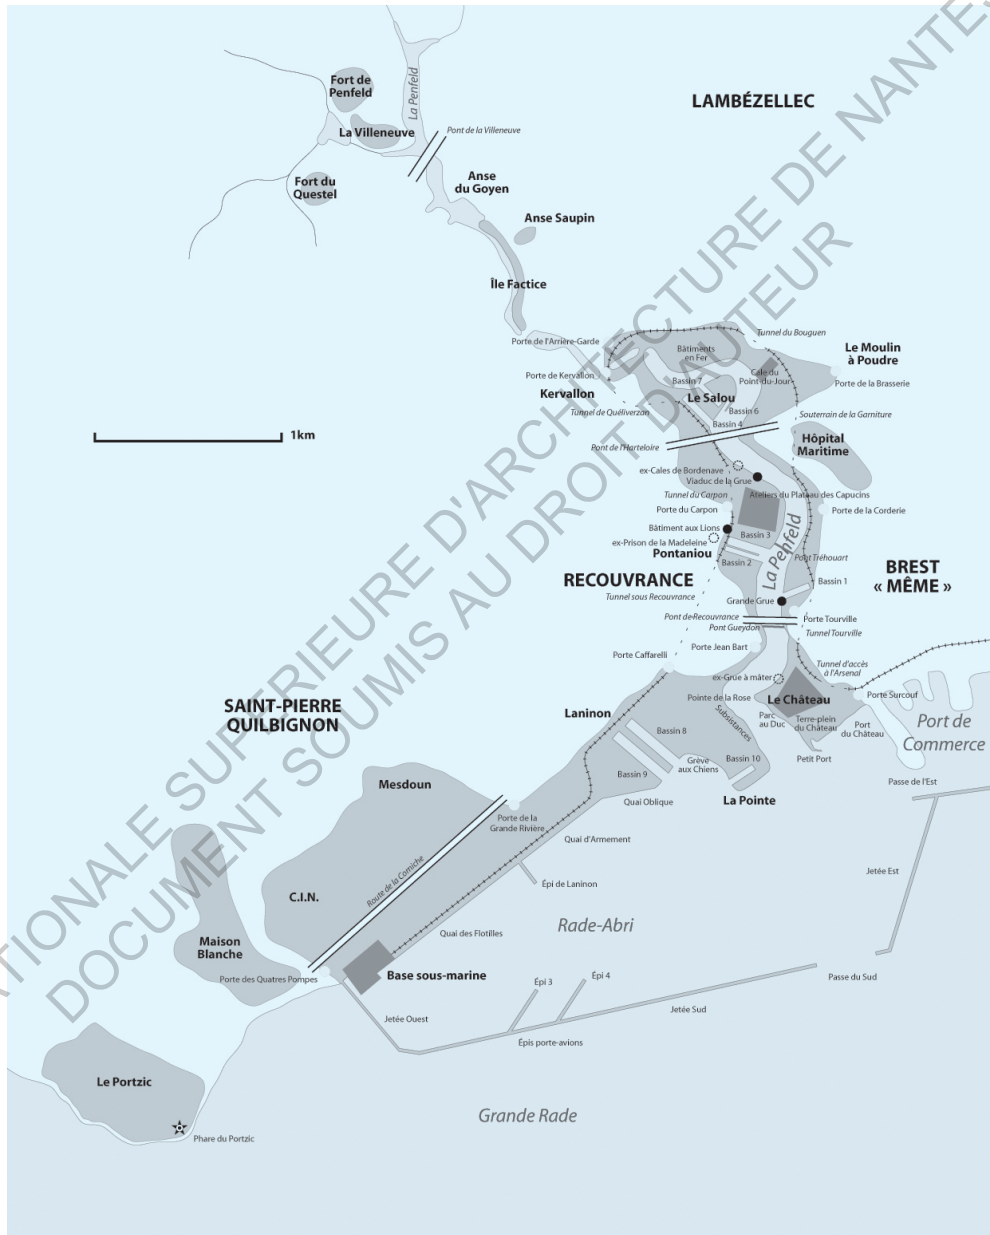 LAMBÉZELLEC
Fort de
Penfeld
La Penfeld
La Villeneuve
Pont de la Villeneuve
Fort du
Questel
Anse
du Goyen
Anse Saupin
Île Factice
Porte de l'Arrière-Garde
Tunnel du Bouguen
Bâtiments
en Fer
Le Moulin
à Poudre
Porte de Kervallon
Cale du
Point-du-Jour
Bassin 7
Porte de la Brasserie
Kervallon
Le Salou
Tunnel de Quéliverzan
Bassin 6
Souterrain de la Garniture
Bassin 4
1km
Pont de l'Harteloire
Hôpital
Maritime
ex-Cales de Bordenave
Viaduc de la Grue
Tunnel du Carpon
Ateliers du Plateau des Capucins
Porte du Carpon
Porte de la Corderie
Bâtiment aux Lions
Bassin 3
ex-Prison de la Madeleine
La Penfeld
Pontaniou
Bassin 2
Pont Tréhouart
BREST
« MÊME »
RECOUVRANCE
Bassin 1
Tunnel sous Recouvrance
Grande Grue
Pont de Recouvrance
Porte Tourville
Pont Gueydon
Tunnel Tourville
Porte Jean Bart
Porte Caffarelli
Tunnel d'accès
à l'Arsenal
ex-Grue à mâter
Porte Surcouf
Pointe de la Rose
Le Château
SAINT-PIERRE
QUILBIGNON
Laninon
Subsistances
Parc
au Duc
Terre-plein
du Château
Port
du Château
Port de
Commerce
Bassin 8
Petit Port
Grève
aux Chiens
Bassin 10
Bassin 9
Passe de l'Est
Mesdoun
Quai Oblique
La Pointe
Porte de la
Grande Rivière
Quai d'Armement
Route de la Corniche
Jetée Est
Épi de Laninon
C.I.N.
Rade-Abri
Quai des Flotilles
Maison
Blanche
Porte des Quatres Pompes
Base sous-marine
Épi 3
Épi 4
Passe du Sud
Jetée Ouest
Jetée Sud
Épis porte-avions
Le Portzic
Grande Rade
Phare du Portzic
TIONALE SUPERIEURE D'ARCHITECTURE DE NANTE
DOCUMENT SOUMIS AU DROIT D'AUTEUR